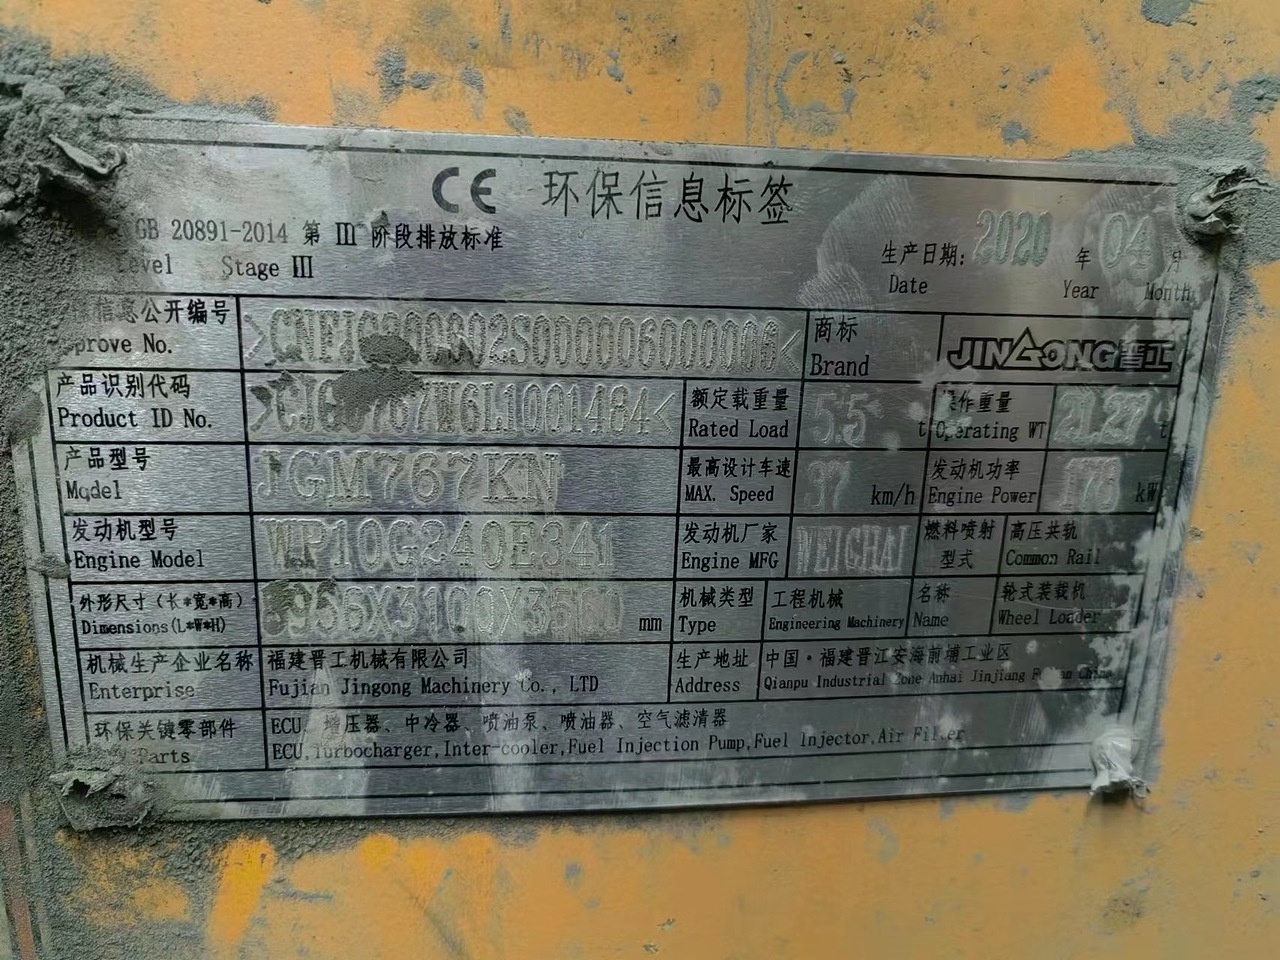 CE 环保信息标签
GB 20891-2014 第 III 阶段排放标准
Level Stage III
生产日期: 2020 年 04 月
Date Year Month
信息公开编号
Approve No.
商标
Brand
JINGONG晋工
产品识别代码
Product ID No.
额定载重量 5.5 t
Rated Load
操作重量 21.27 t
Operating WT
产品型号 JGM767KN
Model
最高设计车速 37 km/h
MAX. Speed
发动机功率 kW
Engine Power
发动机型号 WP10G240E341
Engine Model
发动机厂家 WEICHAI
Engine MFG
燃料喷射型式
高压共轨
Common Rail
外形尺寸(长*宽*高)
Dimensions(L*W*H) mm
机械类型 工程机械
Type Engineering Machinery
名称 轮式装载机
Name Wheel Loader
机械生产企业名称 福建晋工机械有限公司
Enterprise Fujian Jingong Machinery Co., LTD
生产地址 中国·福建晋江安海前埔工业区
Address Qianpu Industrial Zone Anhai Jinjiang Fujian China
环保关键零部件 ECU、增压器、中冷器、喷油泵、喷油器、空气滤清器
Parts ECU,Turbocharger,Inter-cooler,Fuel Injection Pump,Fuel Injector,Air Filter